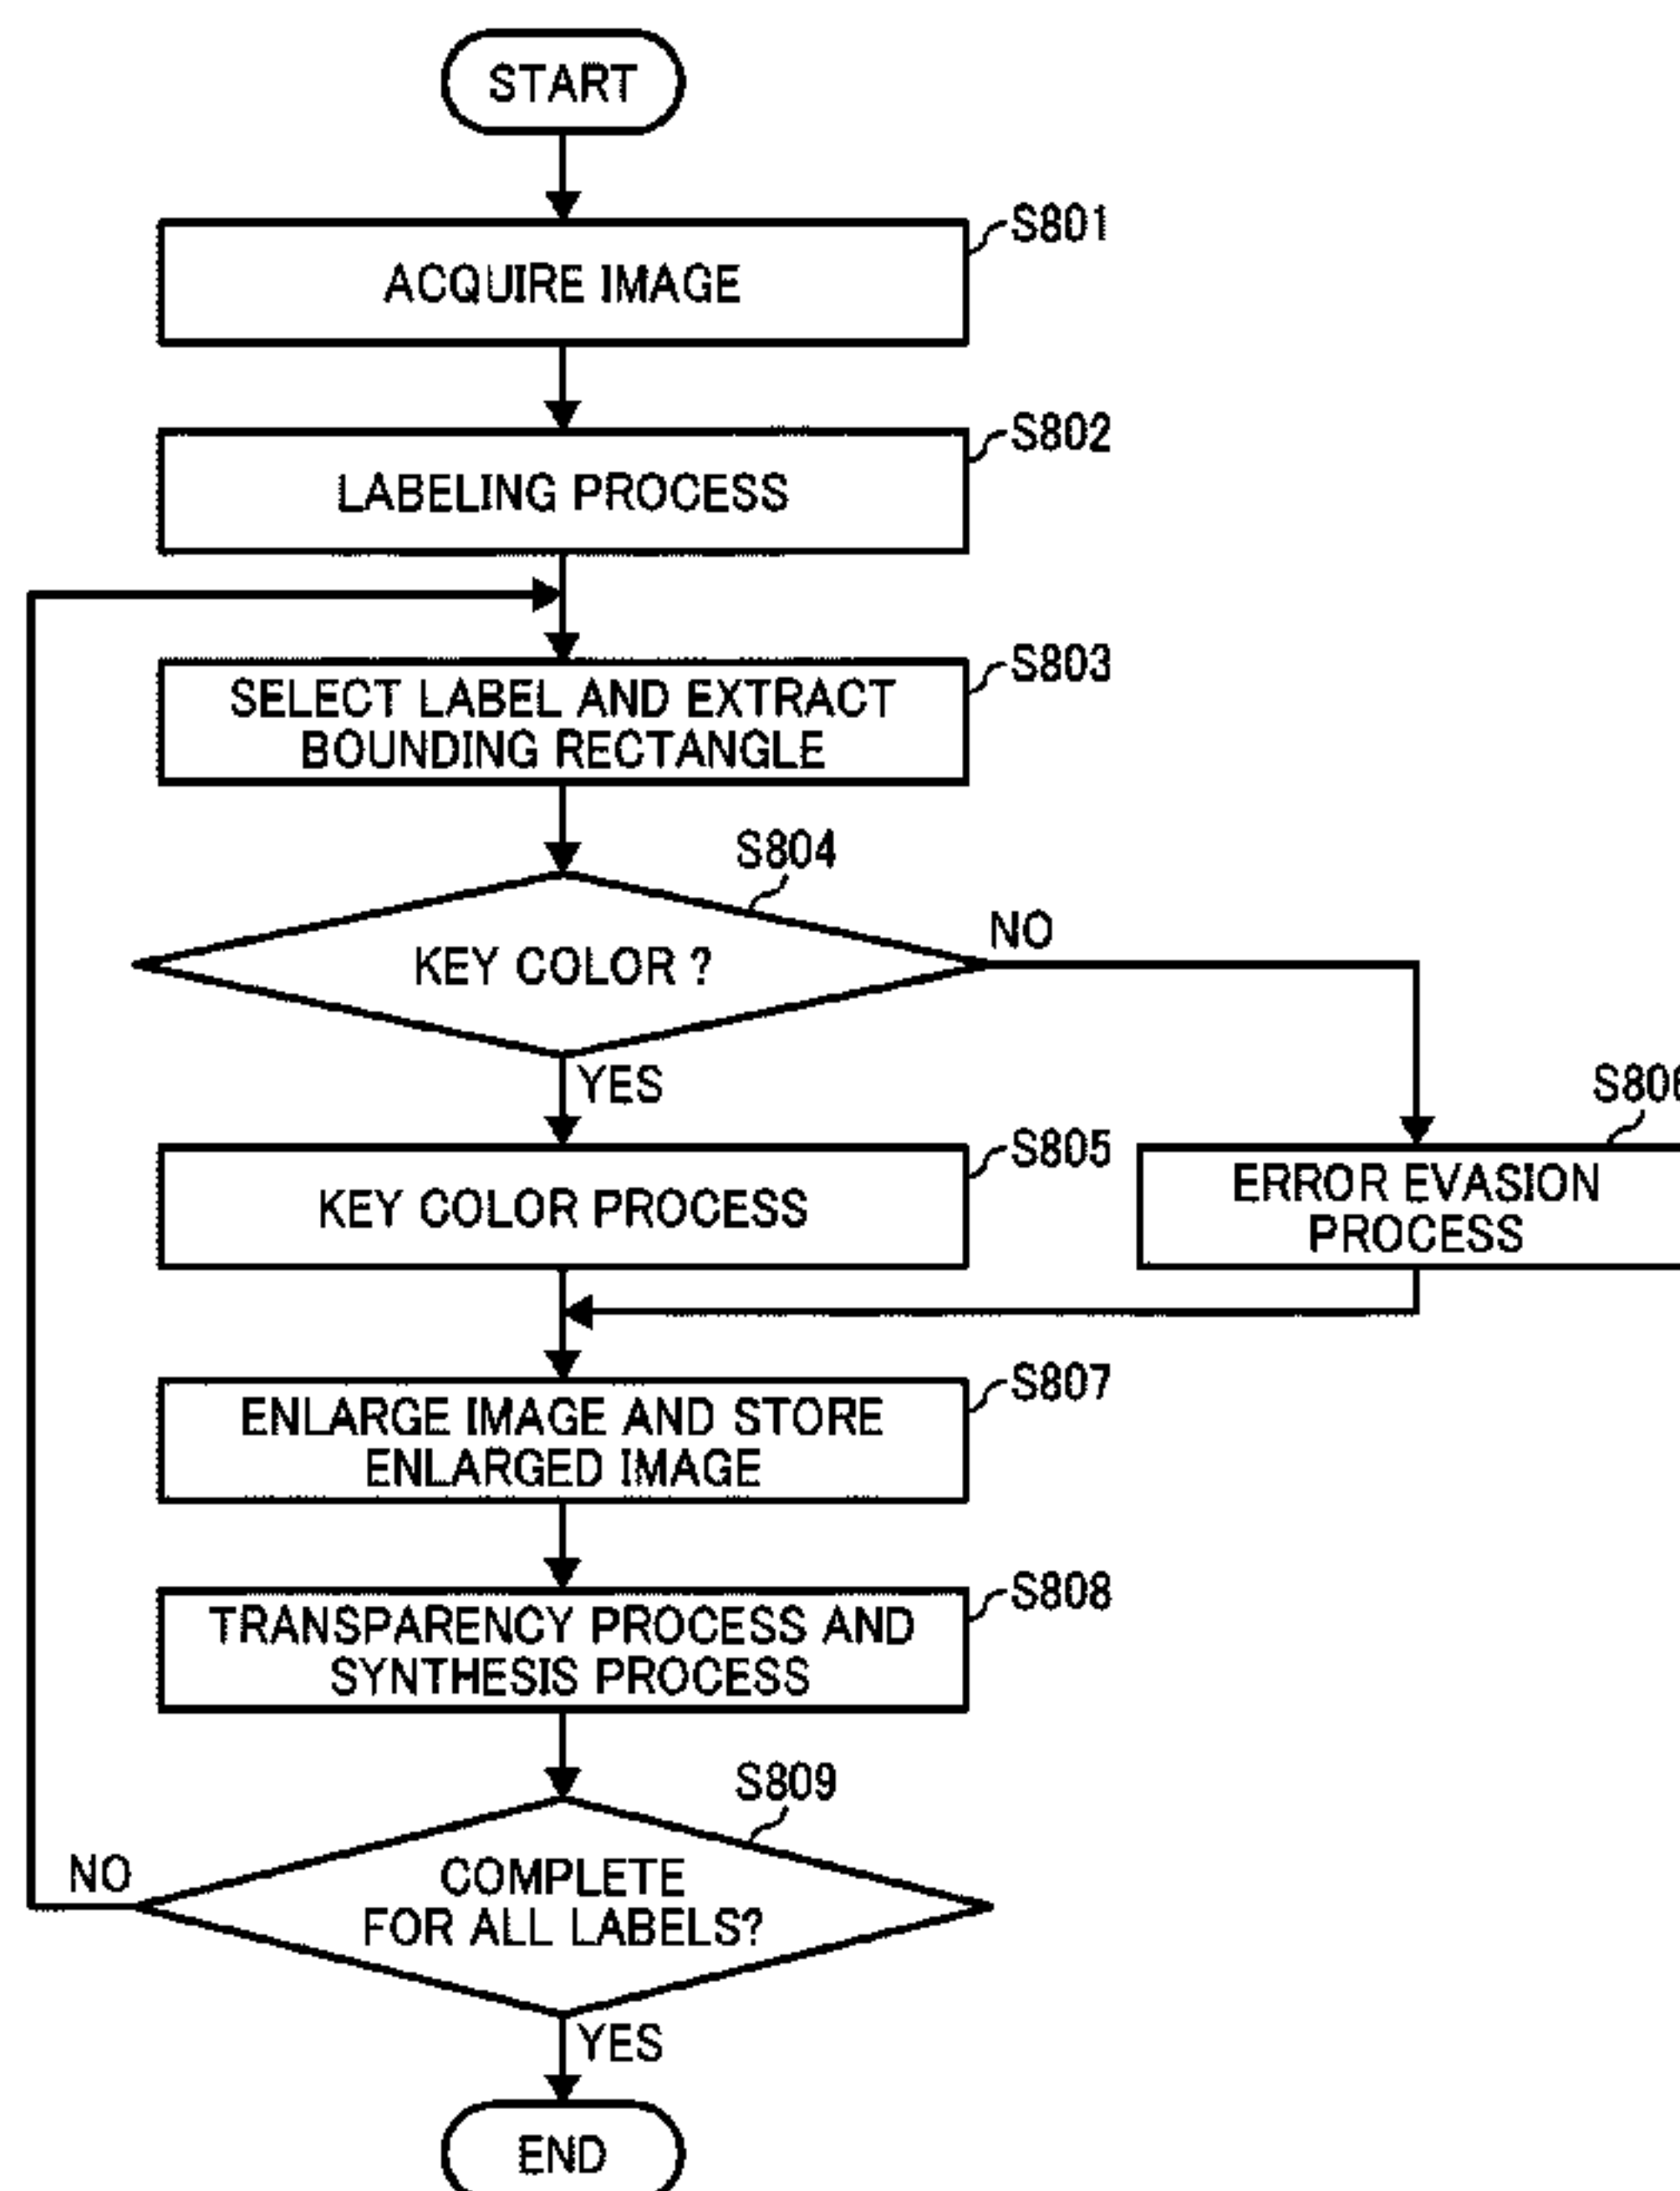 START
S801
ACQUIRE IMAGE
S802
LABELING PROCESS
S803
SELECT LABEL AND EXTRACT
BOUNDING RECTANGLE
S804
KEY COLOR ?
NO
YES
S805
KEY COLOR PROCESS
S806
ERROR EVASION
PROCESS
S807
ENLARGE IMAGE AND STORE
ENLARGED IMAGE
S808
TRANSPARENCY PROCESS AND
SYNTHESIS PROCESS
S809
COMPLETE
FOR ALL LABELS?
NO
YES
END